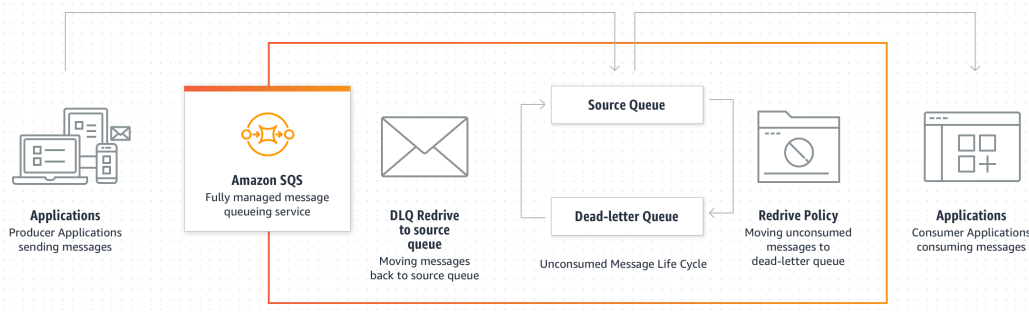 Applications
Producer Applications
sending messages
Amazon SQS
Fully managed message
queueing service
DLQ Redrive
to source
queue
Moving messages
back to source queue
Source Queue
Dead-letter Queue
Unconsumed Message Life Cycle
Redrive Policy
Moving unconsumed
messages to
dead-letter queue
Applications
Consumer Applications
consuming messages